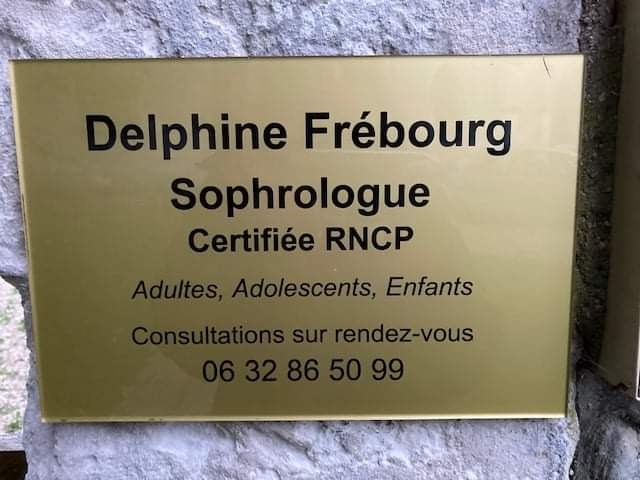 Delphine Frébourg
Sophrologue
Certifiée RNCP
Adultes, Adolescents, Enfants
Consultations sur rendez-vous
06 32 86 50 99